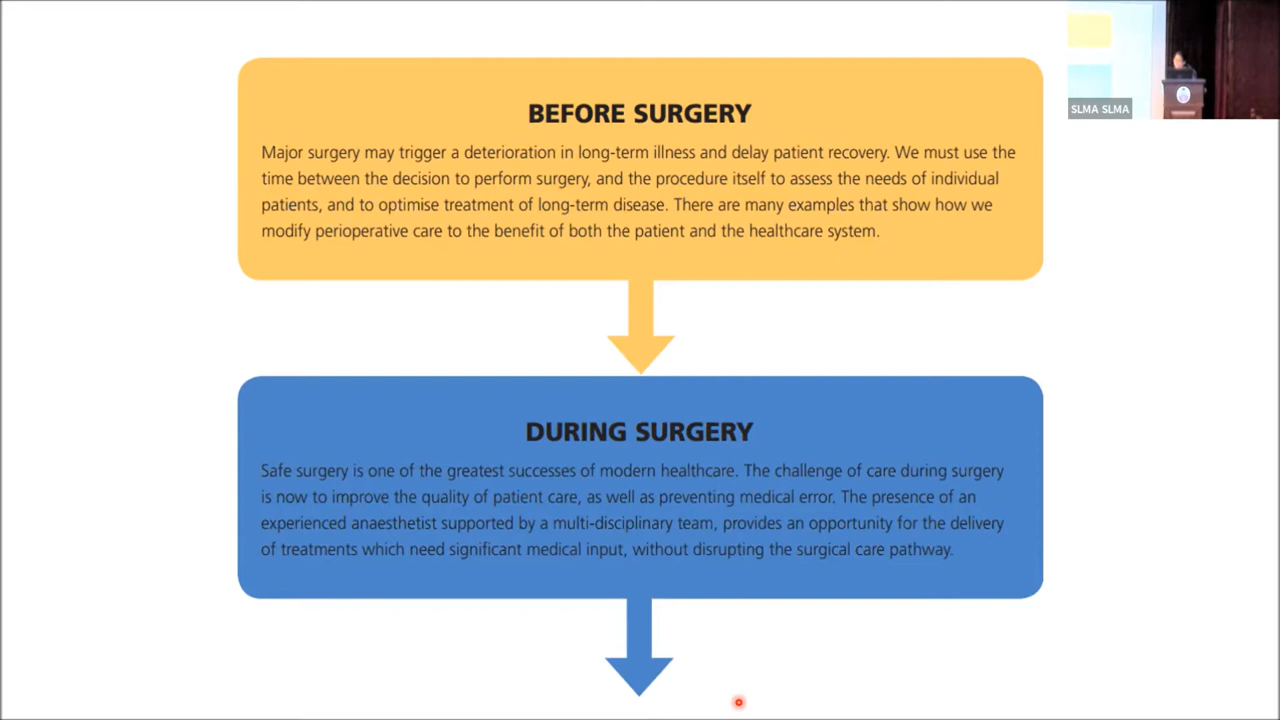 BEFORE SURGERY
Major surgery may trigger a deterioration in long-term illness and delay patient recovery. We must use the
time between the decision to perform surgery, and the procedure itself to assess the needs of individual
patients, and to optimise treatment of long-term disease. There are many examples that show how we
modify perioperative care to the benefit of both the patient and the healthcare system.
DURING SURGERY
Safe surgery is one of the greatest successes of modern healthcare. The challenge of care during surgery
is now to improve the quality of patient care, as well as preventing medical error. The presence of an
experienced anaesthetist supported by a multi-disciplinary team, provides an opportunity for the delivery
of treatments which need significant medical input, without disrupting the surgical care pathway.
SLMA SLMA